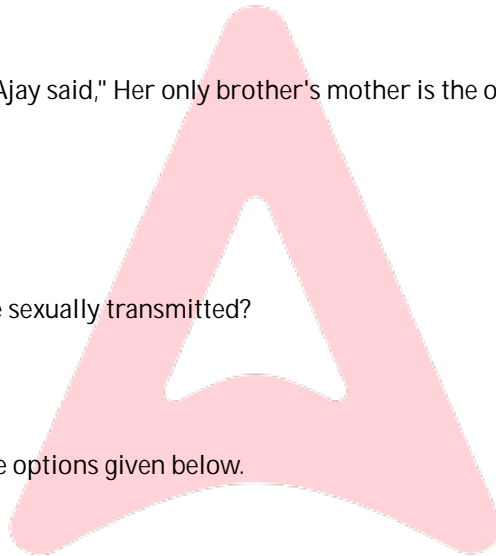 Ajay said," Her only brother's mother is the o
e sexually transmitted?
e options given below.